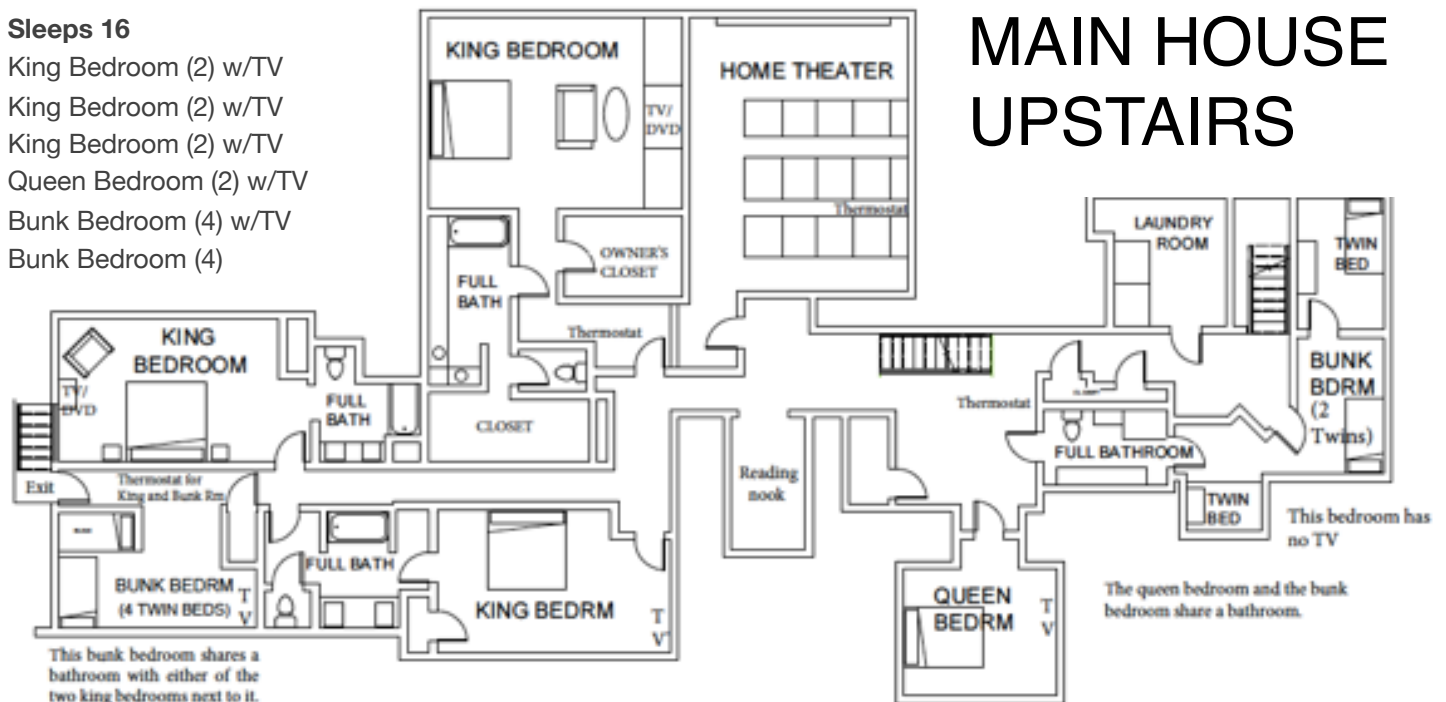 Sleeps 16
King Bedroom (2) w/TV
King Bedroom (2) w/TV
King Bedroom (2) w/TV
Queen Bedroom (2) w/TV
Bunk Bedroom (4) w/TV
Bunk Bedroom (4)
MAIN HOUSE
UPSTAIRS
KING BEDROOM
TV/
DVD
HOME THEATER
Thermostat
OWNER'S
CLOSET
FULL
BATH
Thermostat
CLOSET
LAUNDRY
ROOM
TWIN
BED
KING
BEDROOM
TV/
DVD
FULL
BATH
Exit
Thermostat for
King and Bunk Rm
BUNK BEDRM
(4 TWIN BEDS)
T
V
FULL BATH
KING BEDRM
T
V
Reading
nook
Thermostat
FULL BATHROOM
BUNK
BDRM
(2
Twins)
TWIN
BED
This bedroom has
no TV
QUEEN
BEDRM
T
V
The queen bedroom and the bunk
bedroom share a bathroom.
This bunk bedroom shares a
bathroom with either of the
two king bedrooms next to it.